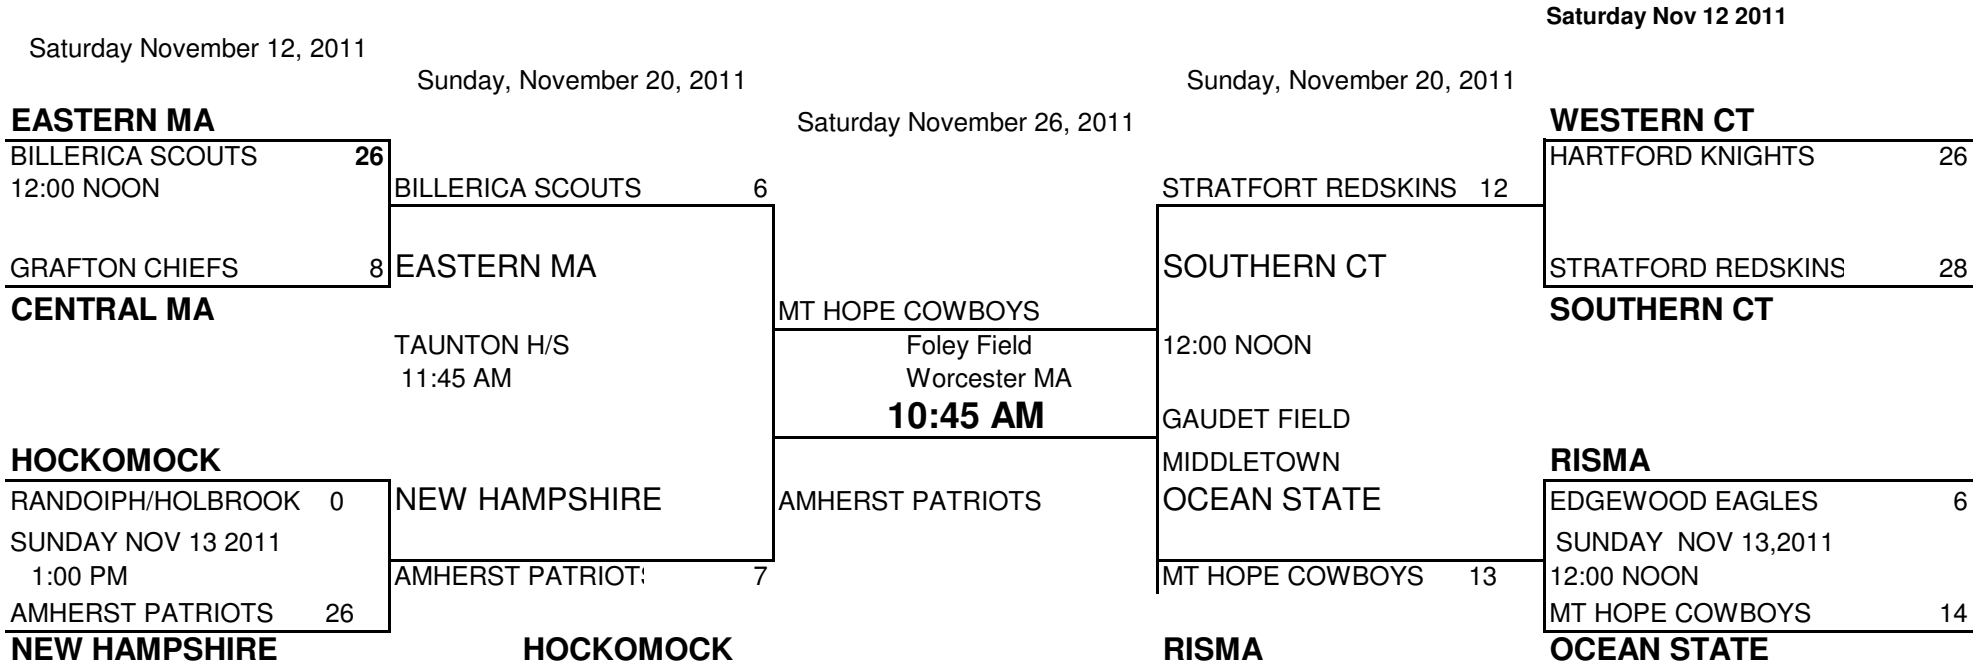 Saturday Nov 12 2011
Saturday November 12, 2011
Sunday, November 20, 2011 Sunday, November 20, 2011
EASTERN MA Saturday November 26, 2011 WESTERN CT
BILLERICA SCOUTS 26 HARTFORD KNIGHTS 26
12:00 NOON BILLERICA SCOUTS 6 STRATFORT REDSKINS 12
GRAFTON CHIEFS 8 EASTERN MA SOUTHERN CT STRATFORD REDSKINS 28
CENTRAL MA MT HOPE COWBOYS SOUTHERN CT
TAUNTON H/S Foley Field 12:00 NOON
11:45 AM Worcester MA
10:45 AM GAUDET FIELD
HOCKOMOCK MIDDLETOWN RISMA
RANDOIPH/HOLBROOK 0 NEW HAMPSHIRE AMHERST PATRIOTS OCEAN STATE EDGEWOOD EAGLES 6
SUNDAY NOV 13 2011 SUNDAY NOV 13,2011
1:00 PM AMHERST PATRIOTS 7 MT HOPE COWBOYS 13 12:00 NOON
AMHERST PATRIOTS 26 MT HOPE COWBOYS 14
NEW HAMPSHIRE HOCKOMOCK RISMA OCEAN STATE